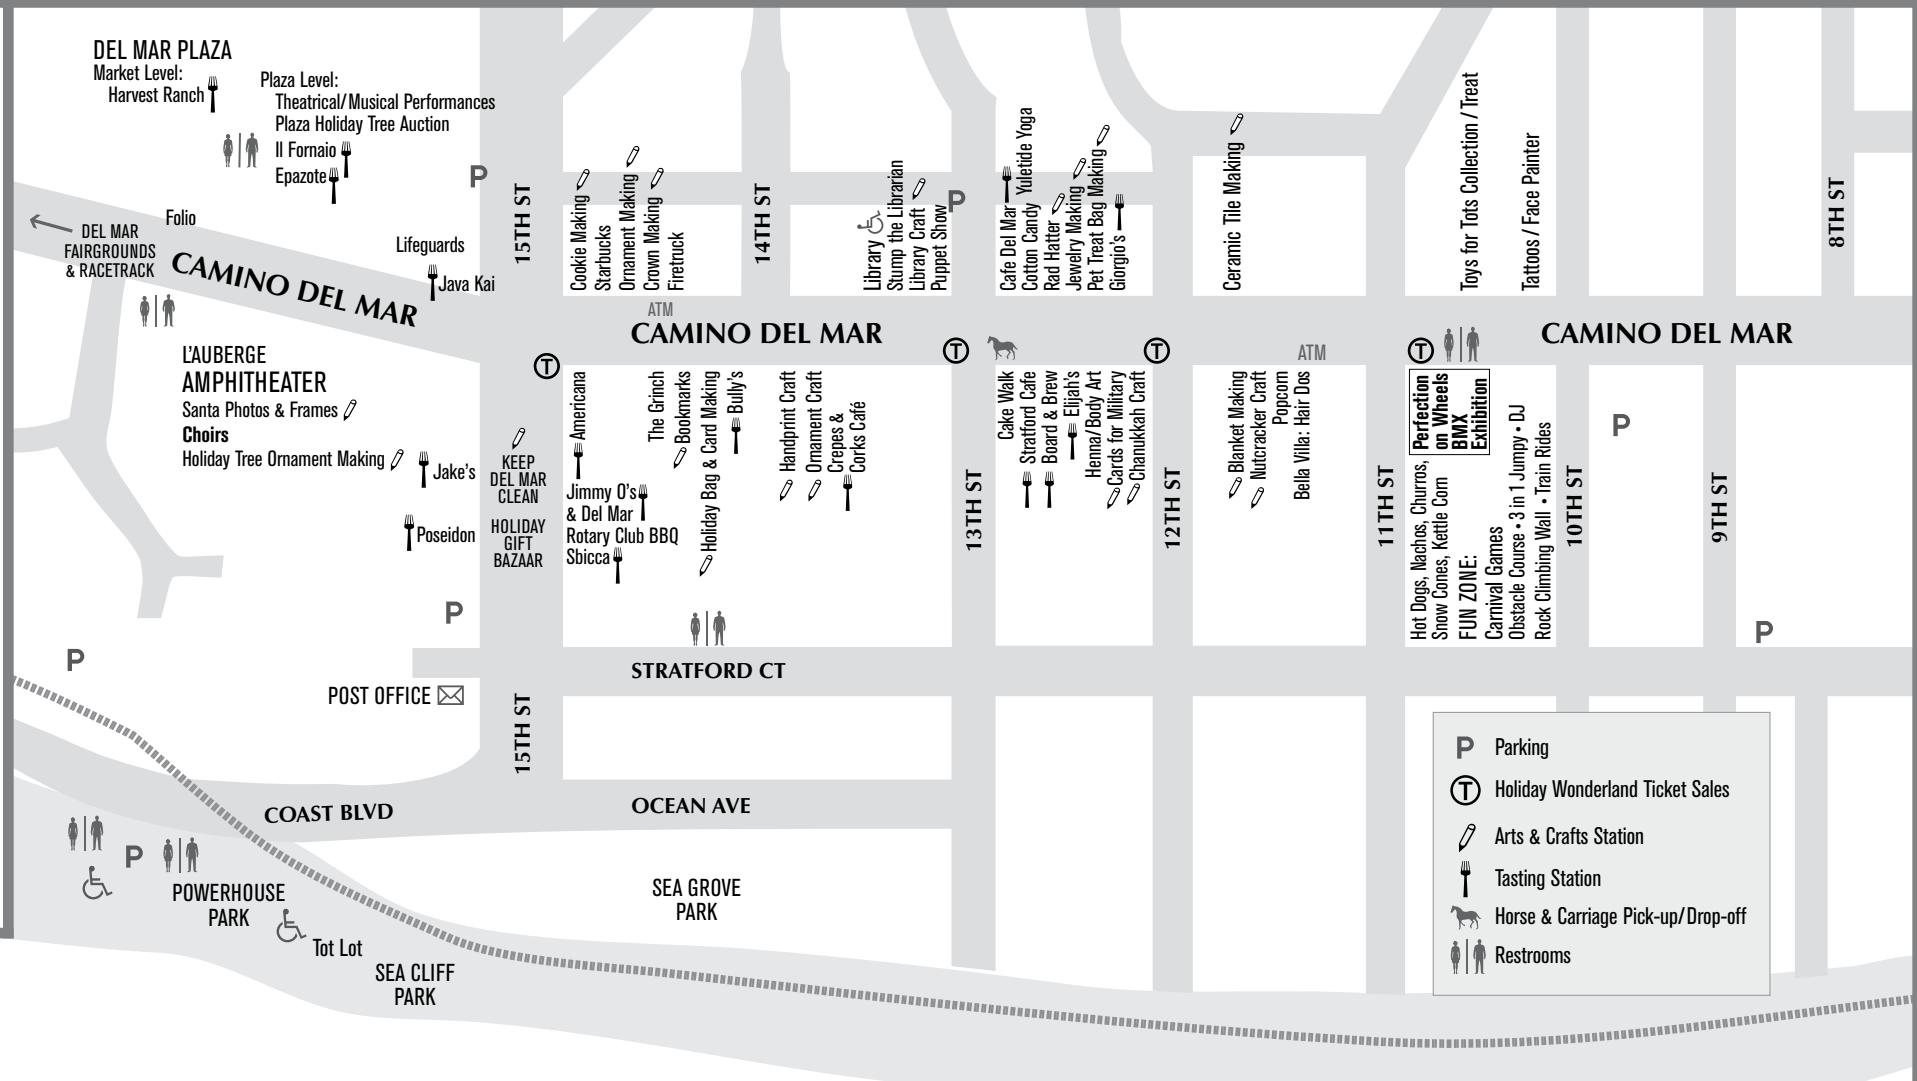 DEL MAR PLAZA
Market Level:
Harvest Ranch
Plaza Level:
Theatrical/Musical Performances
Plaza Holiday Tree Auction
Il Fornaio
Epazote
P
Folio
DEL MAR
FAIRGROUNDS
& RACETRACK
CAMINO DEL MAR
Lifeguards
Java Kai
15TH ST
Cookie Making
Starbucks
Ornament Making
Crown Making
Firetruck
14TH ST
Library
Stump the Librarian
Library Craft
Puppet Show
P
Cafe Del Mar
Yuletide Yoga
Cotton Candy
Rad Hatter
Jewelry Making
Pet Treat Bag Making
Giorgio's
Ceramic Tile Making
Toys for Tots Collection / Treat
Tattoos / Face Painter
8TH ST
ATM
CAMINO DEL MAR
T
T
T
ATM
T
CAMINO DEL MAR
L'AUBERGE
AMPHITHEATER
Santa Photos & Frames
Choirs
Holiday Tree Ornament Making
Jake's
Poseidon
KEEP
DEL MAR
CLEAN
HOLIDAY
GIFT
BAZAAR
Americana
Jimmy O's
& Del Mar
Rotary Club BBQ
Sbicca
The Grinch
Bookmarks
Holiday Bag & Card Making
Bully's
Handprint Craft
Ornament Craft
Crepes &
Corks Café
13TH ST
Cake Walk
Stratford Cafe
Board & Brew
Elijah's
Henna/Body Art
Cards for Military
Chanukkah Craft
12TH ST
Blanket Making
Nutcracker Craft
Popcorn
Bella Villa: Hair Dos
11TH ST
Perfection
on Wheels
BMX
Exhibition
Hot Dogs, Nachos, Churros,
Snow Cones, Kettle Corn
FUN ZONE:
Carnival Games
Obstacle Course • 3 in 1 Jumpy • DJ
Rock Climbing Wall • Train Rides
10TH ST
P
9TH ST
P
P
P
STRATFORD CT
POST OFFICE
15TH ST
COAST BLVD
OCEAN AVE
P
POWERHOUSE
PARK
Tot Lot
SEA CLIFF
PARK
SEA GROVE
PARK
P Parking
T Holiday Wonderland Ticket Sales
Arts & Crafts Station
Tasting Station
Horse & Carriage Pick-up/Drop-off
Restrooms